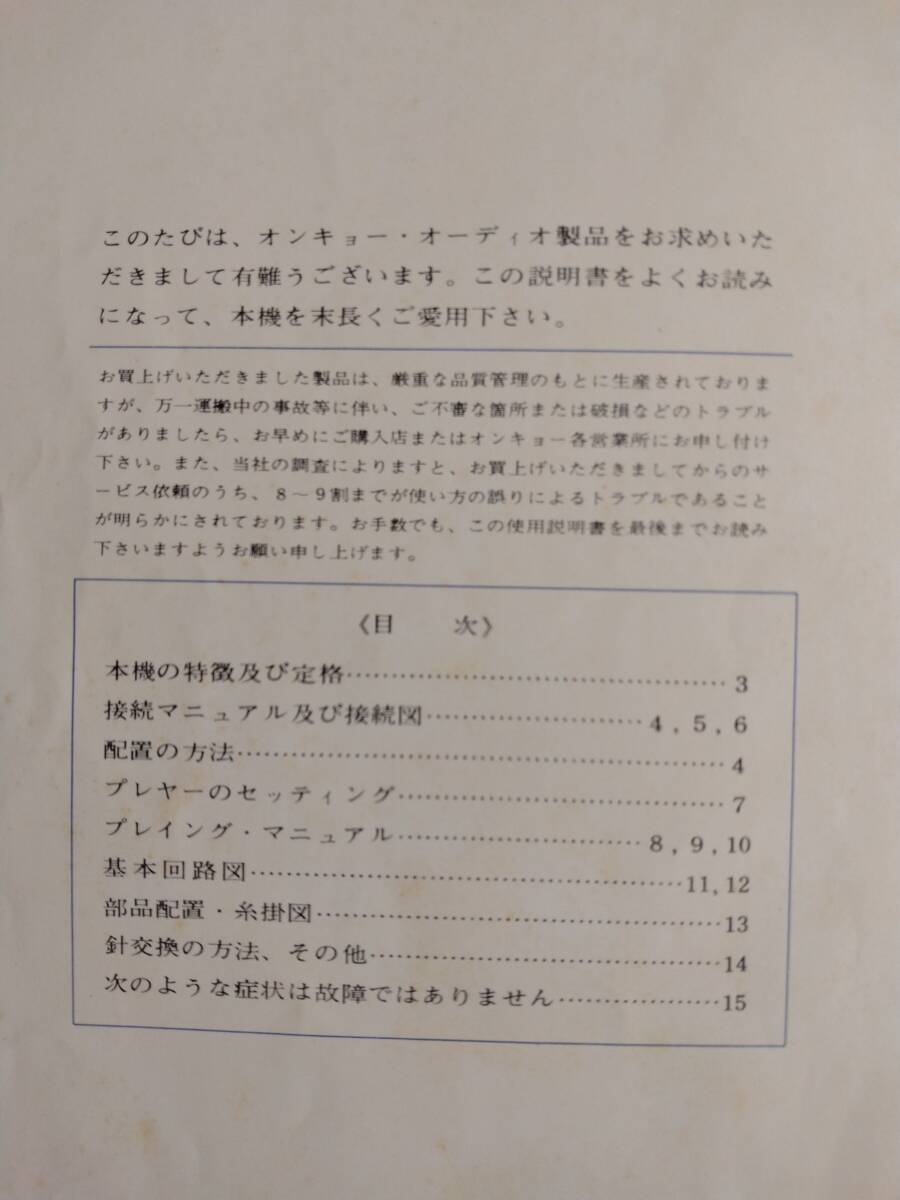 このたびは、オンキョー・オーディオ製品をお求めいた
だきまして有難うございます。この説明書をよくお読み
になって、本機を末長くご愛用下さい。
お買上げいただきました製品は、厳重な品質管理のもとに生産されておりま
すが、万一運搬中の事故等に伴い、ご不審な箇所または破損などのトラブル
がありましたら、お早めにご購入店またはオンキョー各営業所にお申し付け
下さい。また、当社の調査によりますと、お買上げいただきましてからのサ
ービス依頼のうち、8～9割までが使い方の誤りによるトラブルであること
が明らかにされております。お手数でも、この使用説明書を最後までお読み
下さいますようお願い申し上げます。
《目　次》
本機の特徴及び定格……………………………………3
接続マニュアル及び接続図……………………4, 5, 6
配置の方法………………………………………………4
プレヤーのセッティング………………………………7
プレイング・マニュアル………………………8, 9, 10
基本回路図…………………………………………11, 12
部品配置・糸掛図………………………………………13
針交換の方法、その他…………………………………14
次のような症状は故障ではありません………………15